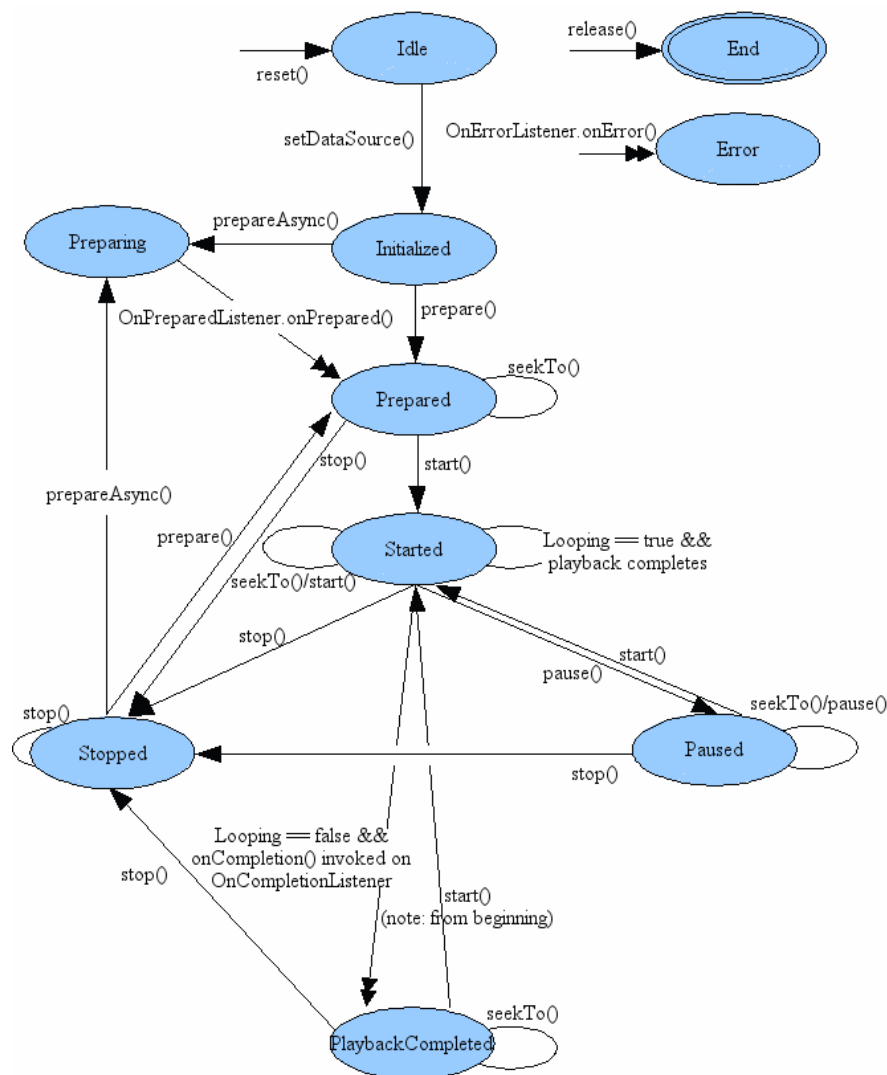 Idle
release()
End
reset()
setDataSource()
OnErrorListener.onError()
Error
Preparing
prepareAsync()
Initialized
OnPreparedListener.onPrepared()
prepare()
seekTo()
Prepared
stop()
start()
prepareAsync()
prepare()
Started
Looping == true &&
playback completes
seekTo()/start()
stop()
start()
pause()
seekTo()/pause()
stop()
Stopped
Paused
stop()
Looping == false &&
onCompletion() invoked on
OnCompletionListener
stop()
start()
(note: from beginning)
seekTo()
PlaybackCompleted